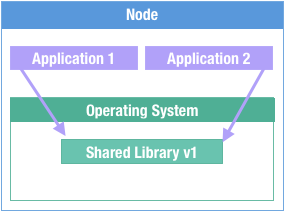 Node
Application 1
Application 2
Operating System
Shared Library v1